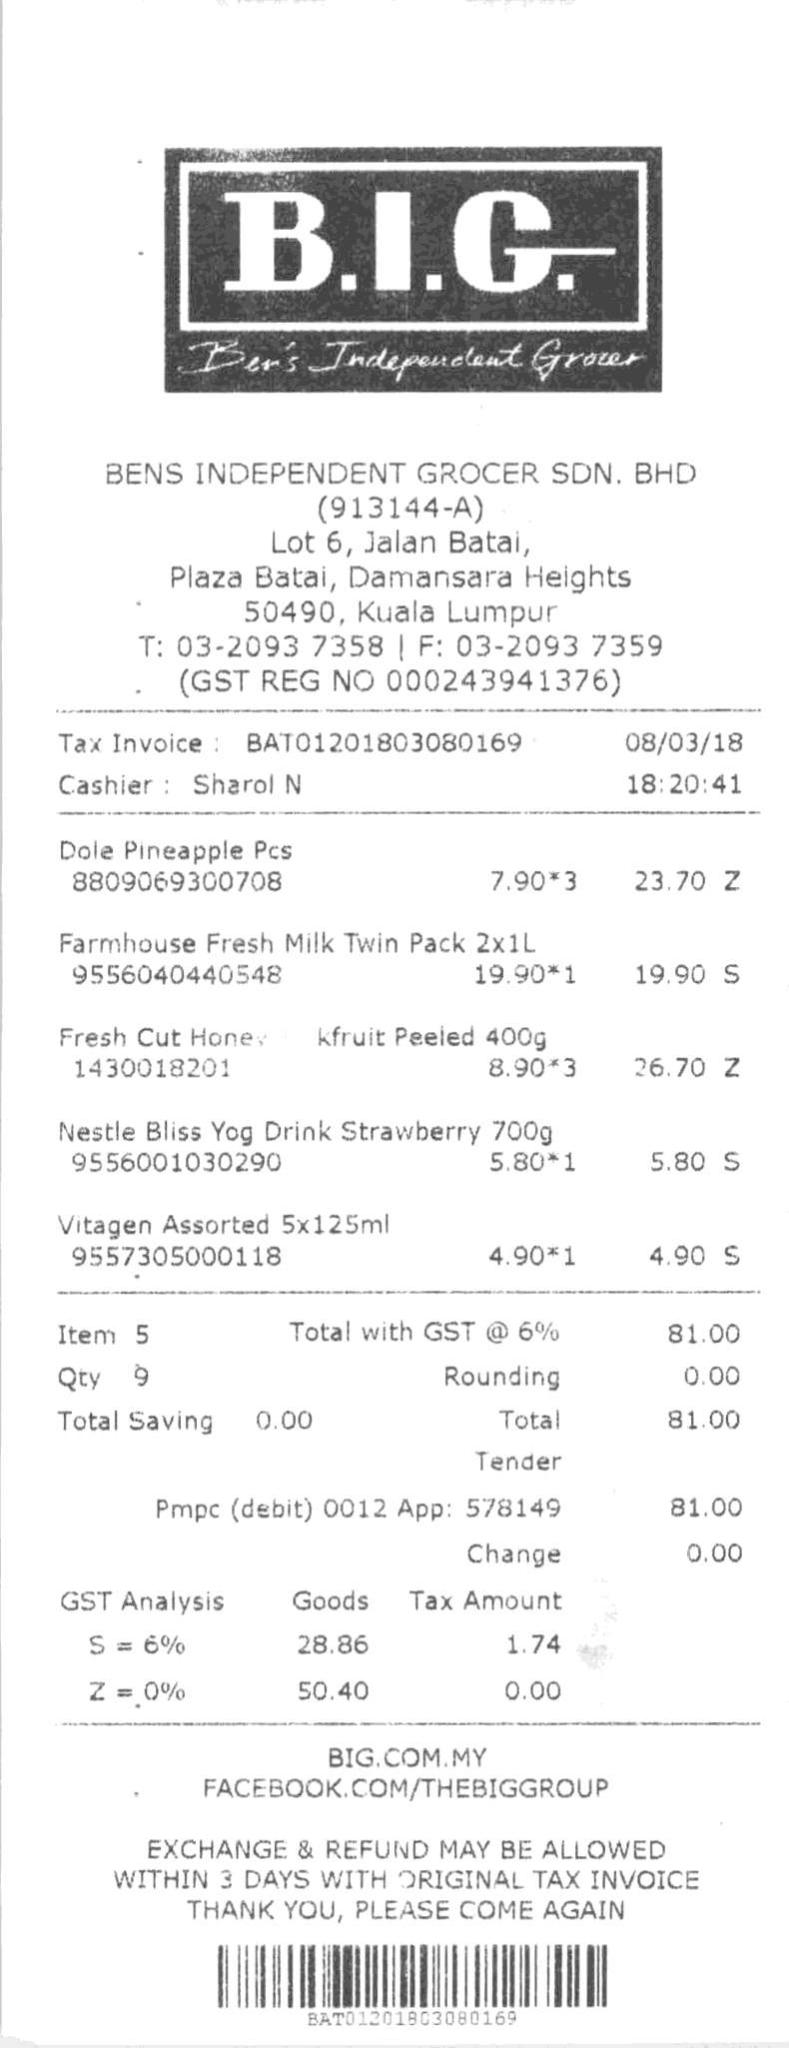 B.I.G.
Ben's Independent Grocer
BENS INDEPENDENT GROCER SDN. BHD
(913144-A)
Lot 6, Jalan Batai,
Plaza Batai, Damansara Heights
50490, Kuala Lumpur
T: 03-2093 7358 | F: 03-2093 7359
(GST REG NO 000243941376)
Tax Invoice : BAT01201803080169 08/03/18
Cashier : Sharol N 18:20:41
Dole Pineapple Pcs
8809069300708 7.90*3 23.70 Z
Farmhouse Fresh Milk Twin Pack 2x1L
9556040440548 19.90*1 19.90 S
Fresh Cut Hone kfruit Peeled 400g
1430018201 8.90*3 26.70 Z
Nestle Bliss Yog Drink Strawberry 700g
9556001030290 5.80*1 5.80 S
Vitagen Assorted 5x125ml
9557305000118 4.90*1 4.90 S
Item 5 Total with GST @ 6% 81.00
Qty 9 Rounding 0.00
Total Saving 0.00 Total 81.00
Tender
Pmpc (debit) 0012 App: 578149 81.00
Change 0.00
GST Analysis Goods Tax Amount
S = 6% 28.86 1.74
Z = 0% 50.40 0.00
BIG.COM.MY
FACEBOOK.COM/THEBIGGROUP
EXCHANGE & REFUND MAY BE ALLOWED
WITHIN 3 DAYS WITH ORIGINAL TAX INVOICE
THANK YOU, PLEASE COME AGAIN
BAT01201803080169